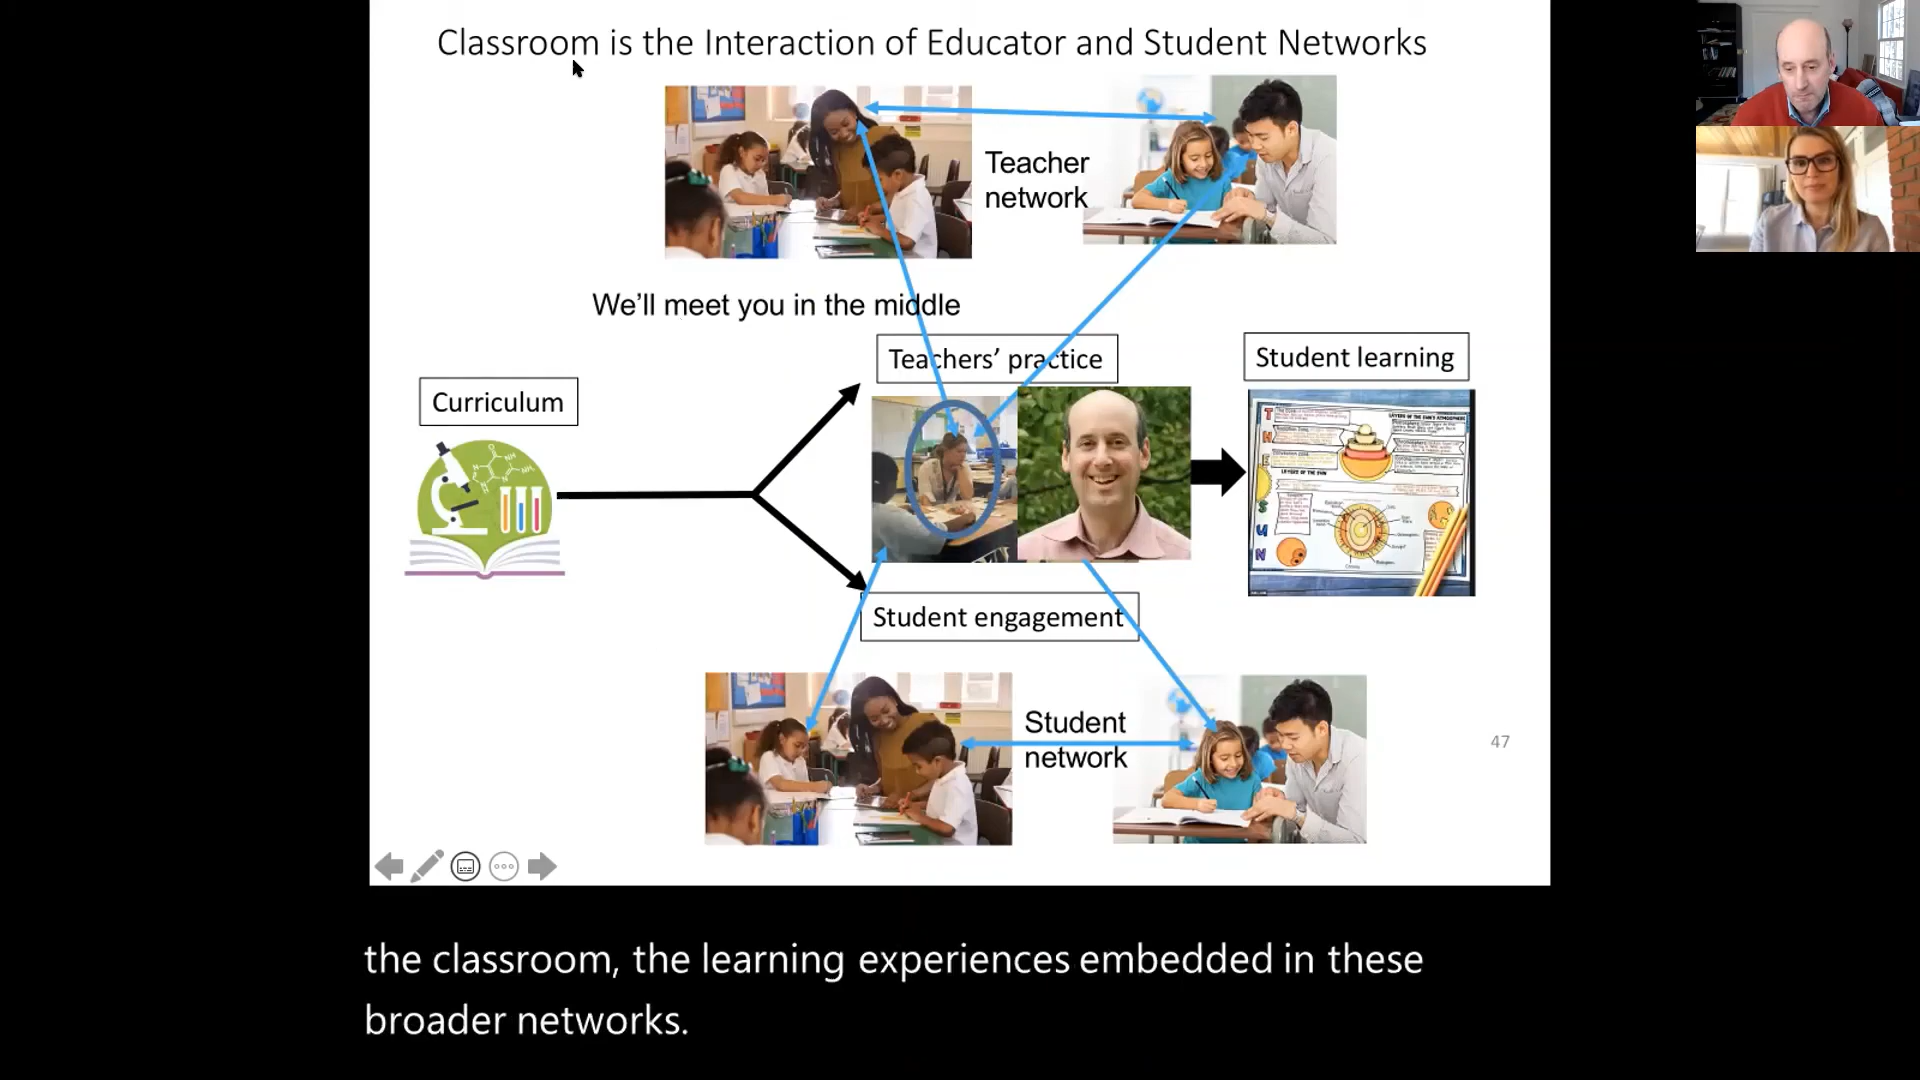 Classroom is the Interaction of Educator and Student Networks
Teacher
network
We'll meet you in the middle
Teachers' practice
Student learning
Curriculum
Student engagement
Student
network
47
the classroom, the learning experiences embedded in these
broader networks.